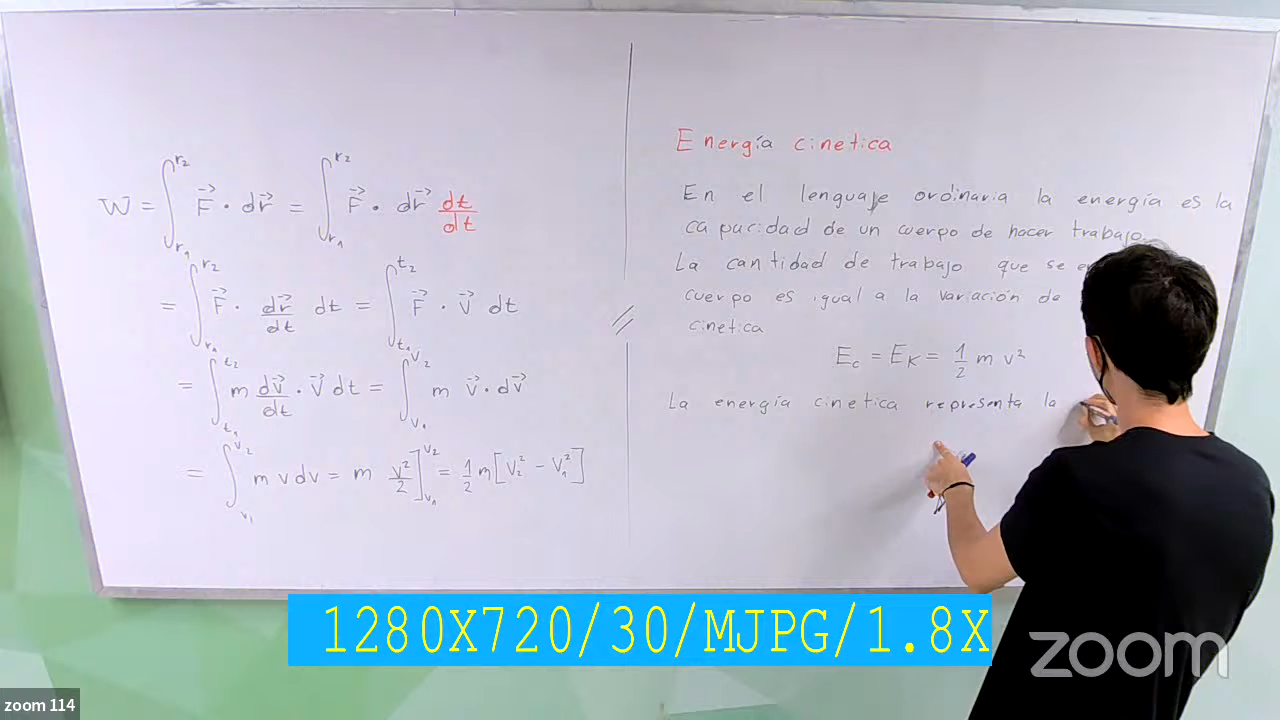 W = ∫_{r₁}^{r₂} F⃗ · dr⃗ = ∫_{r₁}^{r₂} F⃗ · dr⃗ dt/dt
= ∫_{r₁}^{r₂} F⃗ · dr⃗/dt dt = ∫_{t₁}^{t₂} F⃗ · V⃗ dt
= ∫_{t₁}^{t₂} m dv⃗/dt · V⃗ dt = ∫_{v₁}^{v₂} m v⃗ · dv⃗
= ∫_{v₁}^{v₂} m v dv = m v²/2 ]_{v₁}^{v₂} = 1/2 m [V₂² − V₁²]
Energía cinetica
En el lenguaje ordinaria la energía es la
capacidad de un cuerpo de hacer trabajo.
La cantidad de trabajo que se
cuerpo es igual a la variación de
cinetica
E_c = E_K = 1/2 m v²
La energía cinetica representa la
1280X720/30/MJPG/1.8X
zoom
zoom 114